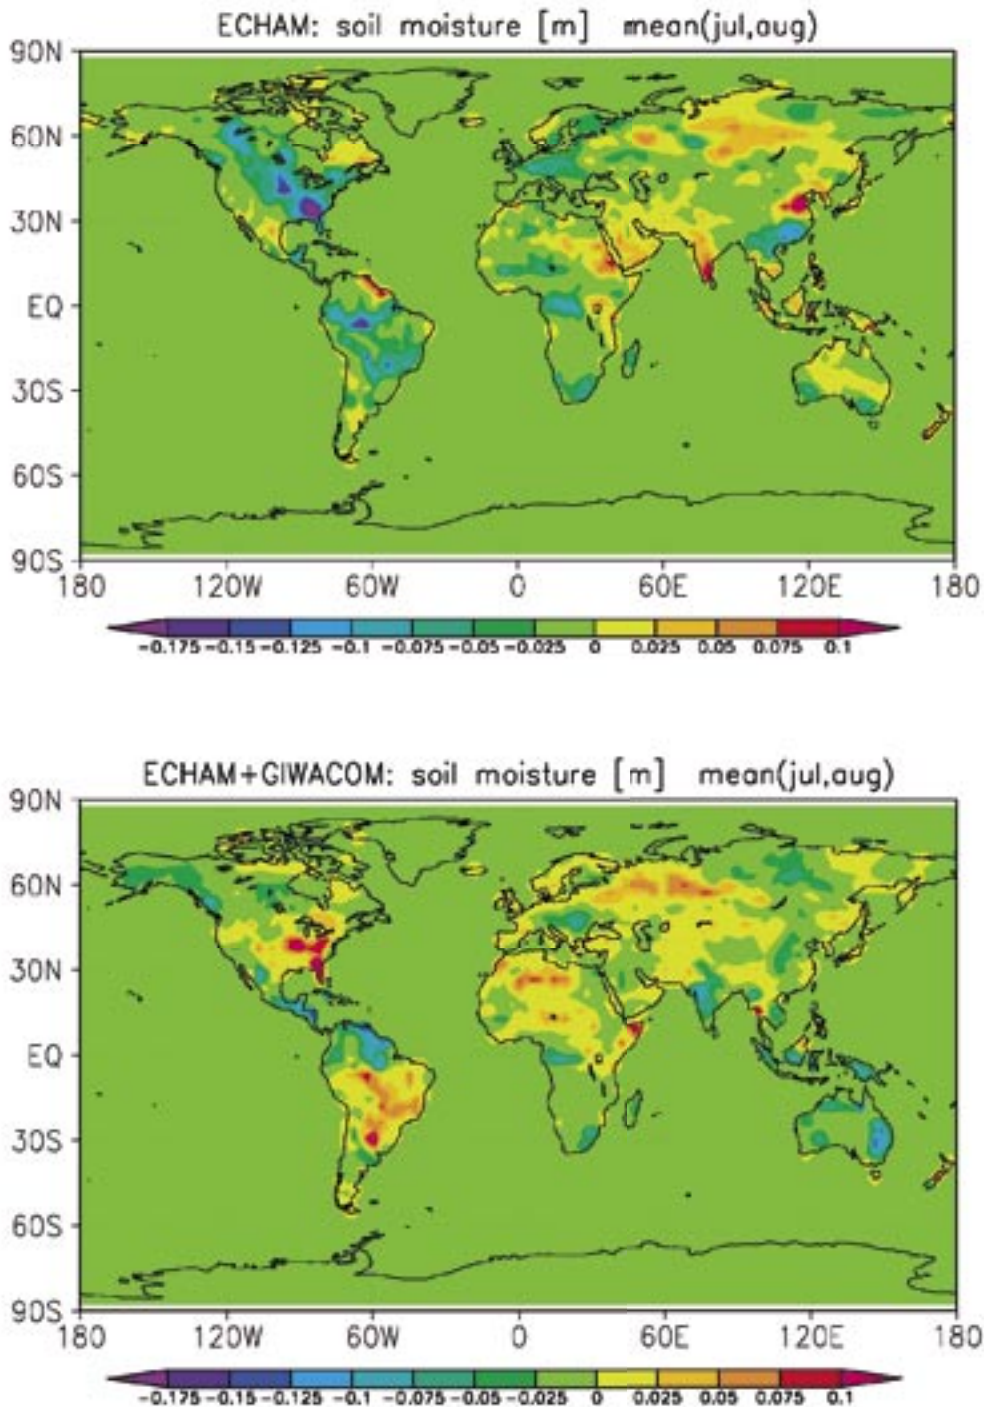 ECHAM: soil moisture [m] mean(jul,aug)
90N
60N
30N
EQ
30S
60S
90S
180 120W 60W 0 60E 120E 180
-0.175 -0.15 -0.125 -0.1 -0.075 -0.05 -0.025 0 0.025 0.05 0.075 0.1
ECHAM+GIWACOM: soil moisture [m] mean(jul,aug)
90N
60N
30N
EQ
30S
60S
90S
180 120W 60W 0 60E 120E 180
-0.175 -0.15 -0.125 -0.1 -0.075 -0.05 -0.025 0 0.025 0.05 0.075 0.1